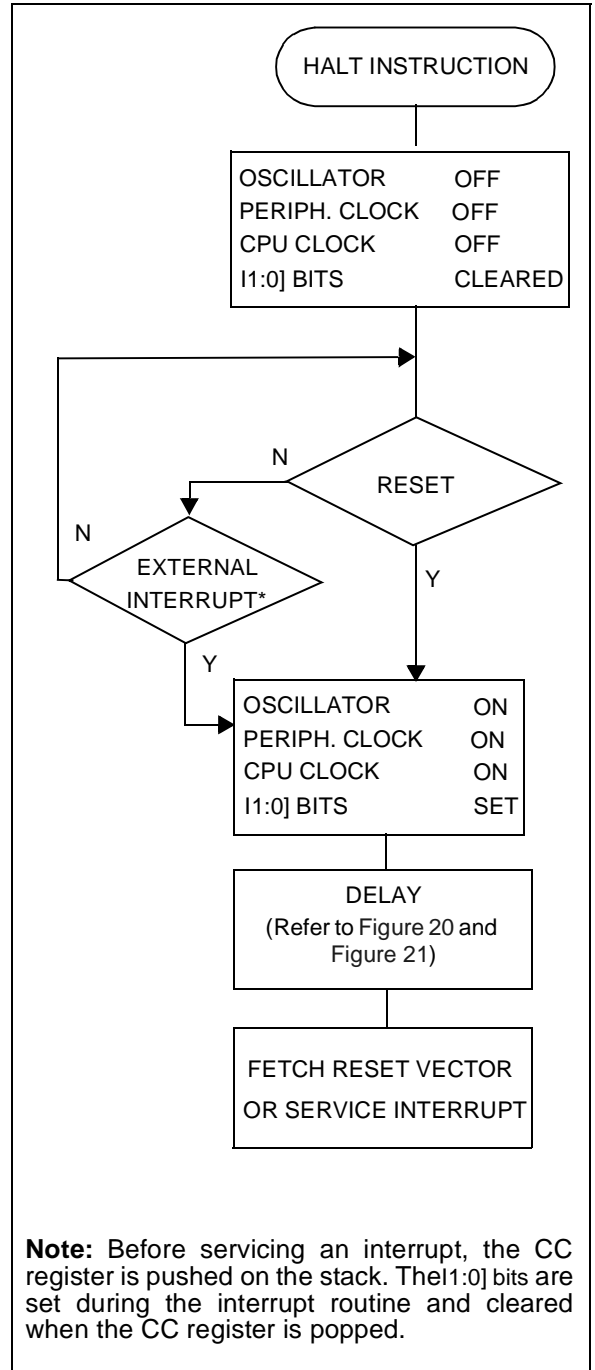 HALT INSTRUCTION
OSCILLATOR OFF
PERIPH. CLOCK OFF
CPU CLOCK OFF
I1:0] BITS CLEARED
N
RESET
N
EXTERNAL
INTERRUPT*
Y
Y
OSCILLATOR ON
PERIPH. CLOCK ON
CPU CLOCK ON
I1:0] BITS SET
DELAY
(Refer to Figure 20 and
Figure 21)
FETCH RESET VECTOR
OR SERVICE INTERRUPT
Note: Before servicing an interrupt, the CC
register is pushed on the stack. TheI1:0] bits are
set during the interrupt routine and cleared
when the CC register is popped.